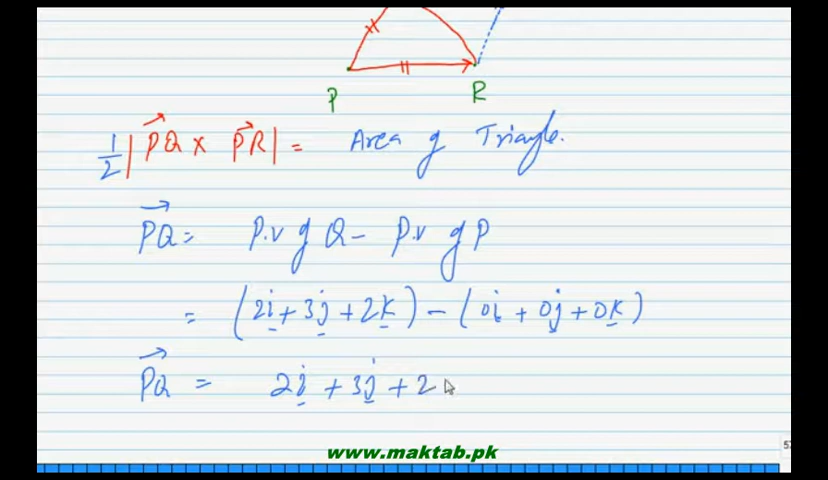 P R
1/2 |PQ × PR| = Area of Triangle.
PQ = P.v of Q - P.v of P
= (2i + 3j + 2k) - (0i + 0j + 0k)
PQ = 2i + 3j + 2
www.maktab.pk